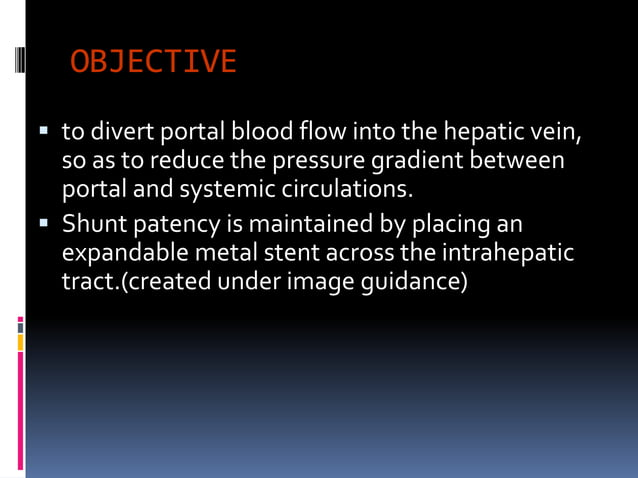 OBJECTIVE
▪ to divert portal blood flow into the hepatic vein,
so as to reduce the pressure gradient between
portal and systemic circulations.
▪ Shunt patency is maintained by placing an
expandable metal stent across the intrahepatic
tract.(created under image guidance)